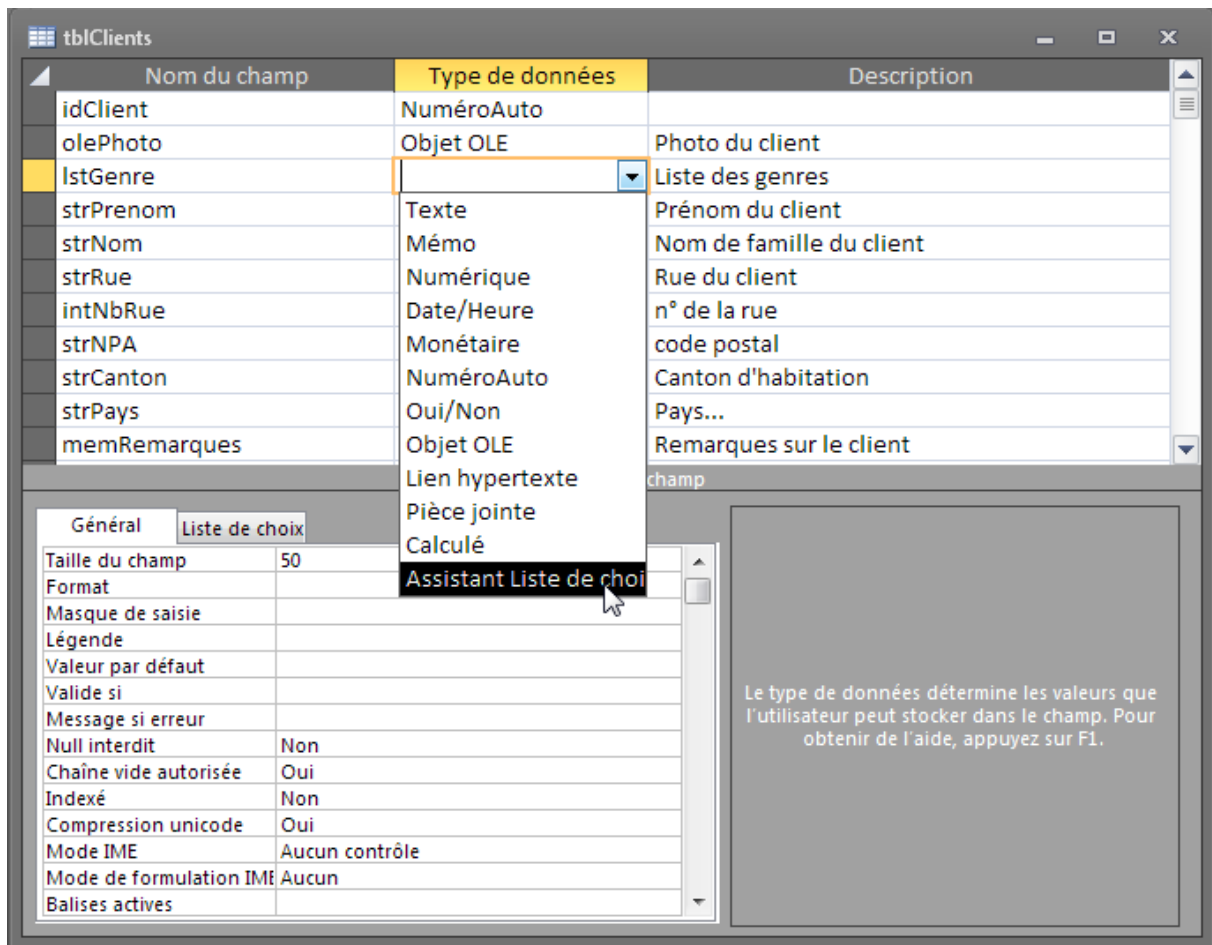 tblClients
Nom du champ Type de données Description
idClient NuméroAuto
olePhoto Objet OLE Photo du client
lstGenre Liste des genres
strPrenom Texte Prénom du client
strNom Mémo Nom de famille du client
strRue Numérique Rue du client
intNbRue Date/Heure n° de la rue
strNPA Monétaire code postal
strCanton NuméroAuto Canton d'habitation
strPays Oui/Non Pays...
memRemarques Objet OLE Remarques sur le client
Lien hypertexte champ
Pièce jointe
Calculé
Assistant Liste de choi
Général Liste de choix
Taille du champ 50
Format
Masque de saisie
Légende
Valeur par défaut
Valide si
Message si erreur
Null interdit Non
Chaîne vide autorisée Oui
Indexé Non
Compression unicode Oui
Mode IME Aucun contrôle
Mode de formulation IME Aucun
Balises actives
Le type de données détermine les valeurs que
l'utilisateur peut stocker dans le champ. Pour
obtenir de l'aide, appuyez sur F1.